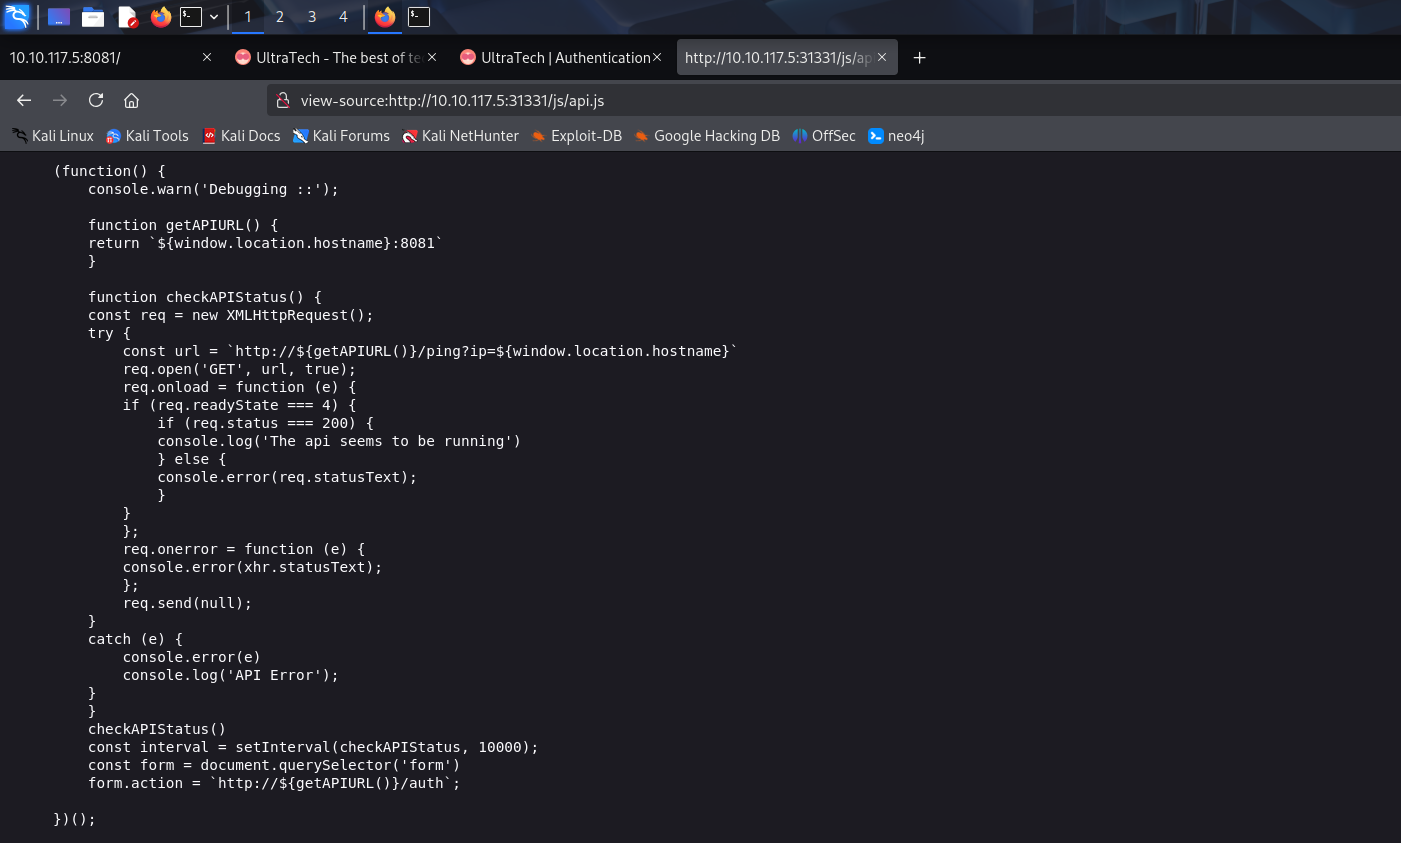 1 2 3 4
10.10.117.5:8081/
UltraTech - The best of te
UltraTech | Authentication
http://10.10.117.5:31331/js/ap
view-source:http://10.10.117.5:31331/js/api.js
Kali Linux Kali Tools Kali Docs Kali Forums Kali NetHunter Exploit-DB Google Hacking DB OffSec neo4j
(function() {
    console.warn('Debugging ::');
    function getAPIURL() {
    return `${window.location.hostname}:8081`
    }
    function checkAPIStatus() {
    const req = new XMLHttpRequest();
    try {
        const url = `http://${getAPIURL()}/ping?ip=${window.location.hostname}`
        req.open('GET', url, true);
        req.onload = function (e) {
        if (req.readyState === 4) {
            if (req.status === 200) {
            console.log('The api seems to be running')
            } else {
            console.error(req.statusText);
            }
        }
        };
        req.onerror = function (e) {
        console.error(xhr.statusText);
        };
        req.send(null);
    }
    catch (e) {
        console.error(e)
        console.log('API Error');
    }
    }
    checkAPIStatus()
    const interval = setInterval(checkAPIStatus, 10000);
    const form = document.querySelector('form')
    form.action = `http://${getAPIURL()}/auth`;
})();